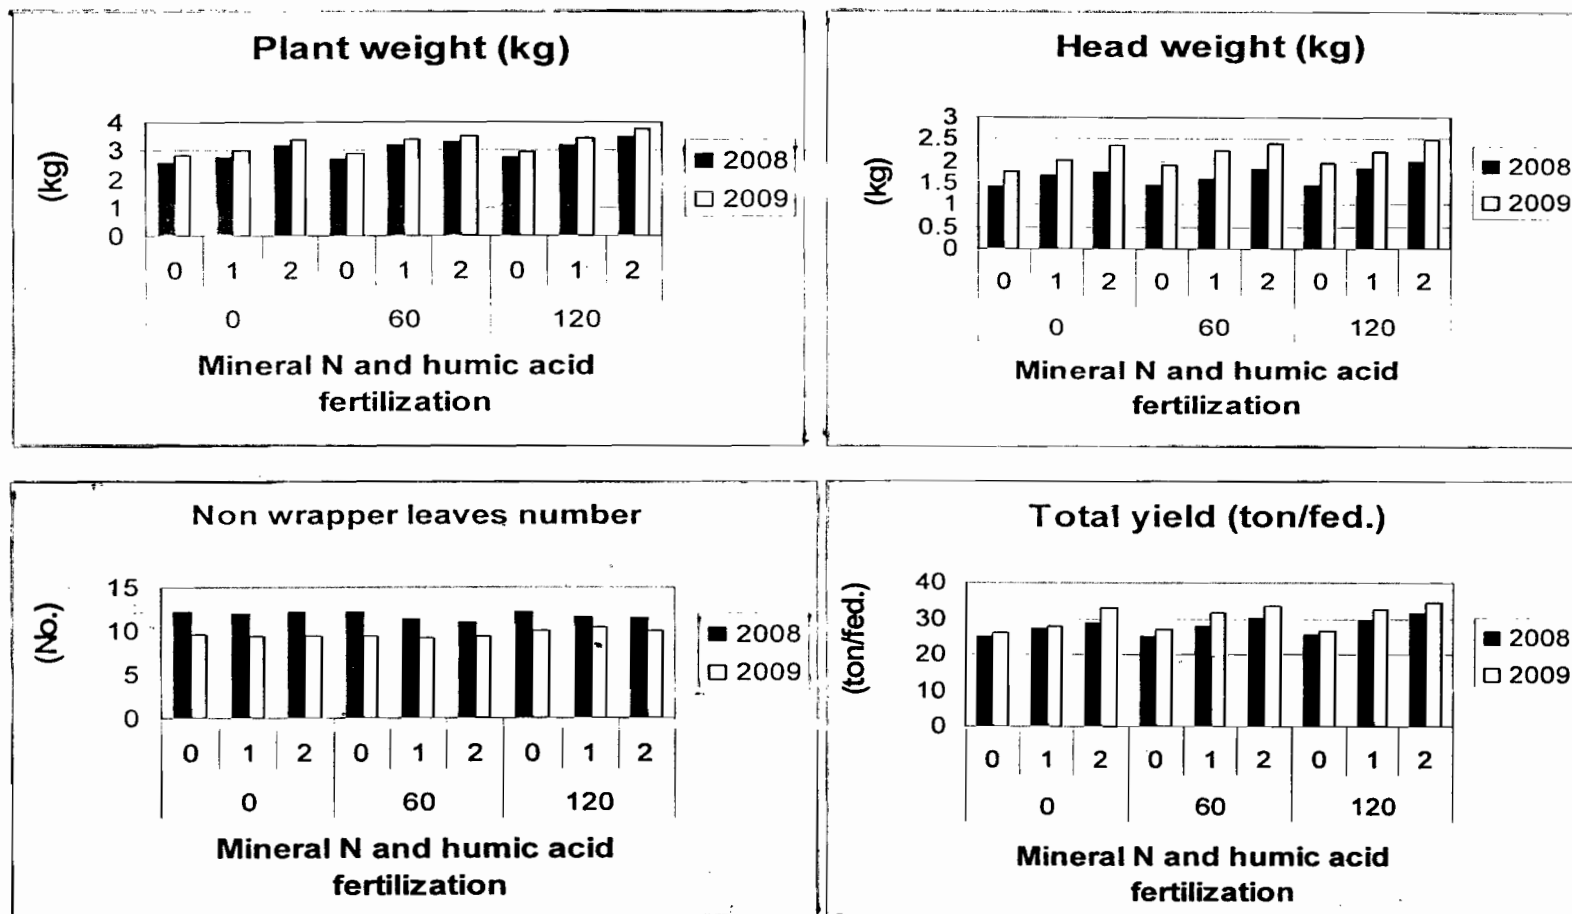 Plant weight (kg)
4
3
2
1
0
(kg)
2008
2009
0 1 2 0 1 2 0 1 2
0 60 120
Mineral N and humic acid
fertilization
Head weight (kg)
3
2.5
2
1.5
1
0.5
0
(kg)
2008
2009
0 1 2 0 1 2 0 1 2
0 60 120
Mineral N and humic acid
fertilization
Non wrapper leaves number
15
10
5
0
(No.)
2008
2009
0 1 2 0 1 2 0 1 2
0 60 120
Mineral N and humic acid
fertilization
Total yield (ton/fed.)
40
30
20
10
0
(ton/fed.)
2008
2009
0 1 2 0 1 2 0 1 2
0 60 120
Mineral N and humic acid
fertilization